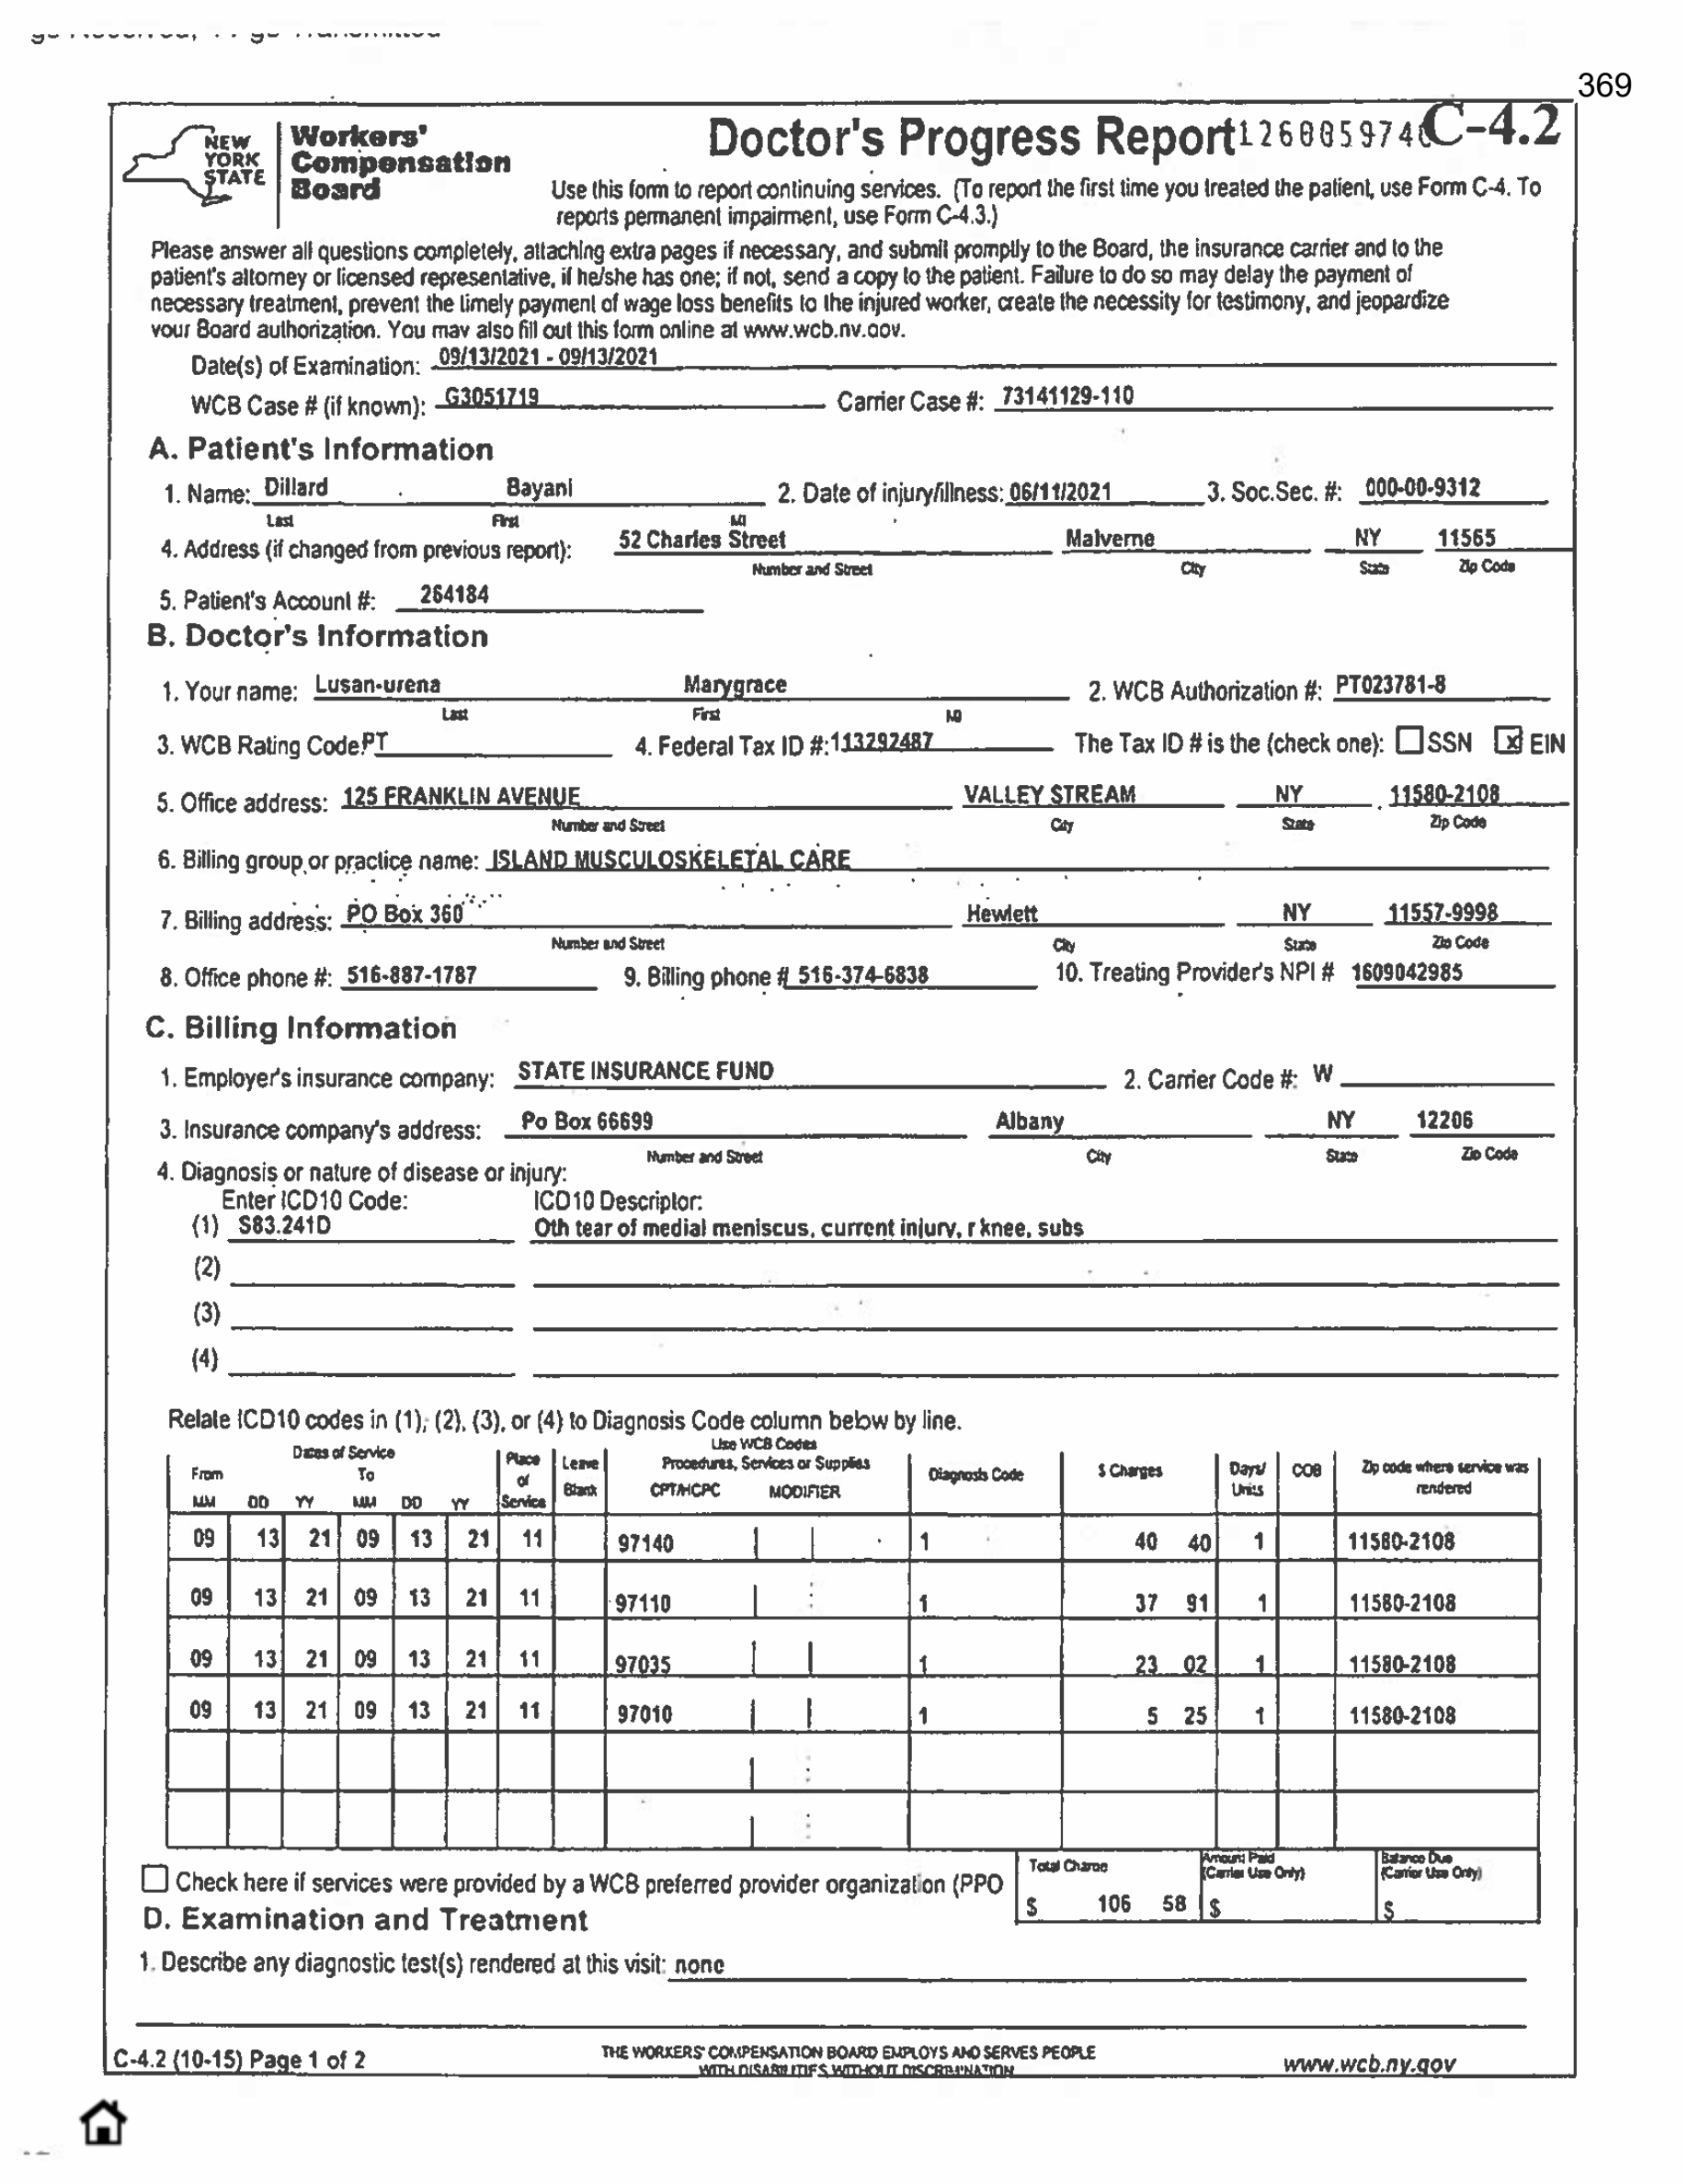 369
NEW
YORK
STATE
Workers'
Compensation
Board
Doctor's Progress Report C-4.2
Use this form to report continuing services. (To report the first time you treated the patient, use Form C-4. To
reports permanent impairment, use Form C-4.3.)
Please answer all questions completely, attaching extra pages if necessary, and submit promptly to the Board, the insurance carrier and to the
patient's attorney or licensed representative, if he/she has one; if not, send a copy to the patient. Failure to do so may delay the payment of
necessary treatment, prevent the timely payment of wage loss benefits to the injured worker, create the necessity for testimony, and jeopardize
your Board authorization. You may also fill out this form online at www.wcb.ny.gov.
Date(s) of Examination: 09/13/2021 - 09/13/2021
WCB Case # (if known): G3051719 Carrier Case #: 73141129-110
A. Patient's Information
1. Name: Dillard Bayani 2. Date of injury/illness: 06/11/2021 3. Soc.Sec. #: 000-00-9312
Last First MI
4. Address (if changed from previous report): 52 Charles Street Malverne NY 11565
Number and Street City State Zip Code
5. Patient's Account #: 264184
B. Doctor's Information
1. Your name: Lusan-urena Marygrace 2. WCB Authorization #: PT023781-8
Last First MI
3. WCB Rating Code: PT 4. Federal Tax ID #: 113292487 The Tax ID # is the (check one): SSN x EIN
5. Office address: 125 FRANKLIN AVENUE VALLEY STREAM NY 11580-2108
Number and Street City State Zip Code
6. Billing group or practice name: ISLAND MUSCULOSKELETAL CARE
7. Billing address: PO Box 360 Hewlett NY 11557-9998
Number and Street City State Zip Code
8. Office phone #: 516-887-1787 9. Billing phone # 516-374-6838 10. Treating Provider's NPI # 1609042985
C. Billing Information
1. Employer's insurance company: STATE INSURANCE FUND 2. Carrier Code #: W
3. Insurance company's address: Po Box 66699 Albany NY 12206
Number and Street City State Zip Code
4. Diagnosis or nature of disease or injury:
Enter ICD10 Code: ICD10 Descriptor:
(1) S83.241D Oth tear of medial meniscus, current injury, r knee, subs
(2)
(3)
(4)
Relate ICD10 codes in (1), (2), (3), or (4) to Diagnosis Code column below by line.
Dates of Service Place of Service Leave Blank Use WCB Codes Procedures, Services or Supplies Diagnosis Code $ Charges Days/ Units COB Zip code where service was rendered
From To CPT/HCPC MODIFIER
MM DD YY MM DD YY
09 13 21 09 13 21 11 97140 1 40 40 1 11580-2108
09 13 21 09 13 21 11 97110 1 37 91 1 11580-2108
09 13 21 09 13 21 11 97035 1 23 02 1 11580-2108
09 13 21 09 13 21 11 97010 1 5 25 1 11580-2108
Check here if services were provided by a WCB preferred provider organization (PPO
Total Charge Amount Paid (Carrier Use Only) Balance Due (Carrier Use Only)
$ 106 58 $ $
D. Examination and Treatment
1. Describe any diagnostic test(s) rendered at this visit: none
C-4.2 (10-15) Page 1 of 2
THE WORKERS' COMPENSATION BOARD EMPLOYS AND SERVES PEOPLE
WITH DISABILITIES WITHOUT DISCRIMINATION
www.wcb.ny.gov